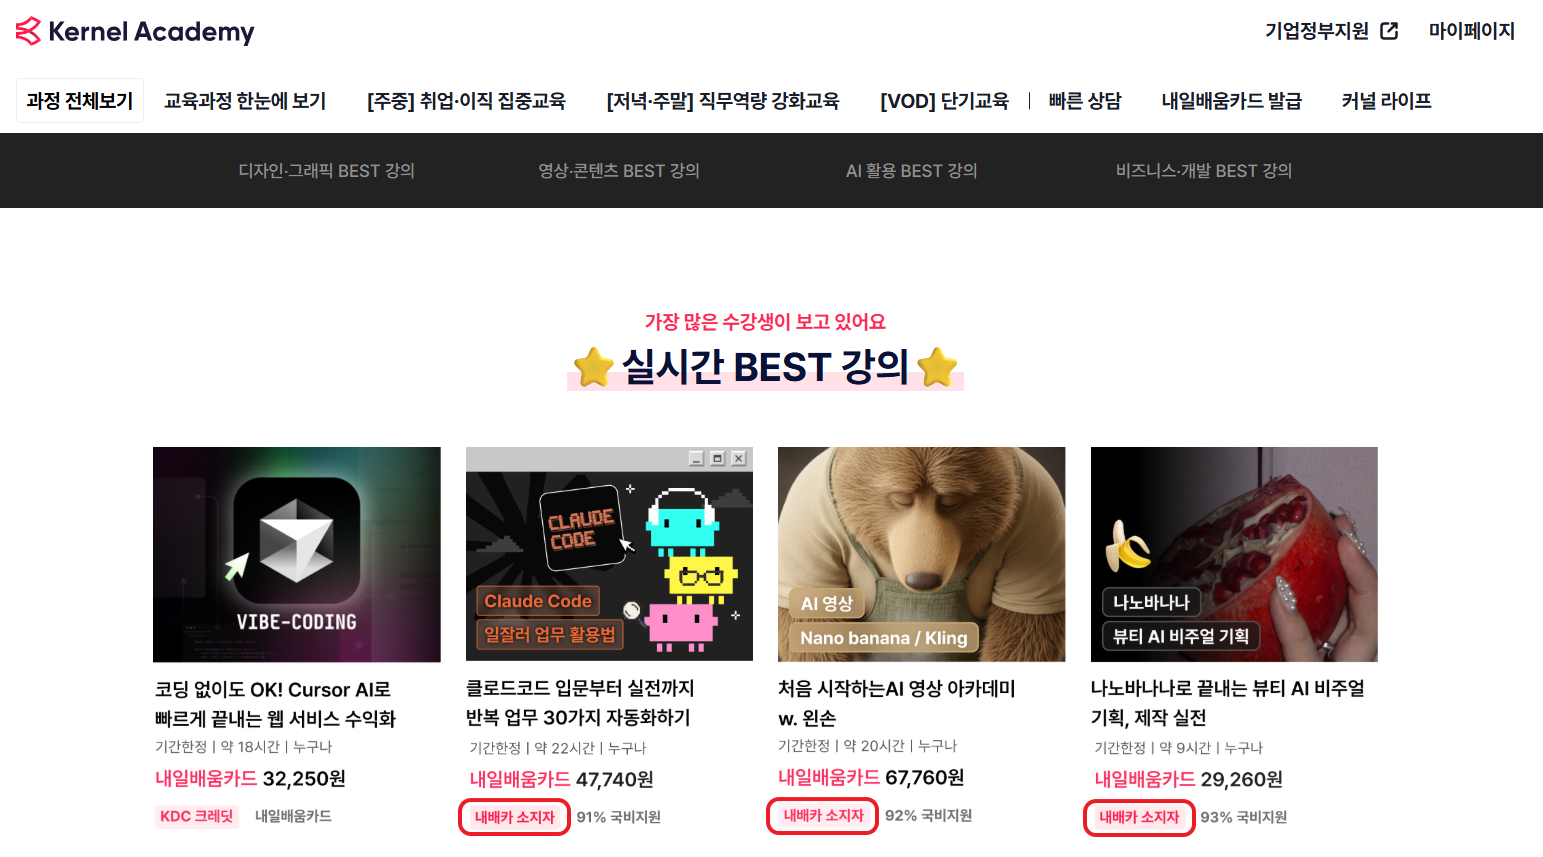 Kernel Academy
기업정부지원
마이페이지
과정 전체보기
교육과정 한눈에 보기
[주중] 취업·이직 집중교육
[저녁·주말] 직무역량 강화교육
[VOD] 단기교육
빠른 상담
내일배움카드 발급
커널 라이프
디자인·그래픽 BEST 강의
영상·콘텐츠 BEST 강의
AI 활용 BEST 강의
비즈니스·개발 BEST 강의
가장 많은 수강생이 보고 있어요
실시간 BEST 강의
VIBE-CODING
코딩 없이도 OK! Cursor AI로
빠르게 끝내는 웹 서비스 수익화
기간한정 | 약 18시간 | 누구나
내일배움카드 32,250원
KDC 크레딧 내일배움카드
CLAUDE
CODE
Claude Code
일잘러 업무 활용법
클로드코드 입문부터 실전까지
반복 업무 30가지 자동화하기
기간한정 | 약 22시간 | 누구나
내일배움카드 47,740원
내배카 소지자 91% 국비지원
AI 영상
Nano banana / Kling
처음 시작하는AI 영상 아카데미
w. 왼손
기간한정 | 약 20시간 | 누구나
내일배움카드 67,760원
내배카 소지자 92% 국비지원
나노바나나
뷰티 AI 비주얼 기획
나노바나나로 끝내는 뷰티 AI 비주얼
기획, 제작 실전
기간한정 | 약 9시간 | 누구나
내일배움카드 29,260원
내배카 소지자 93% 국비지원